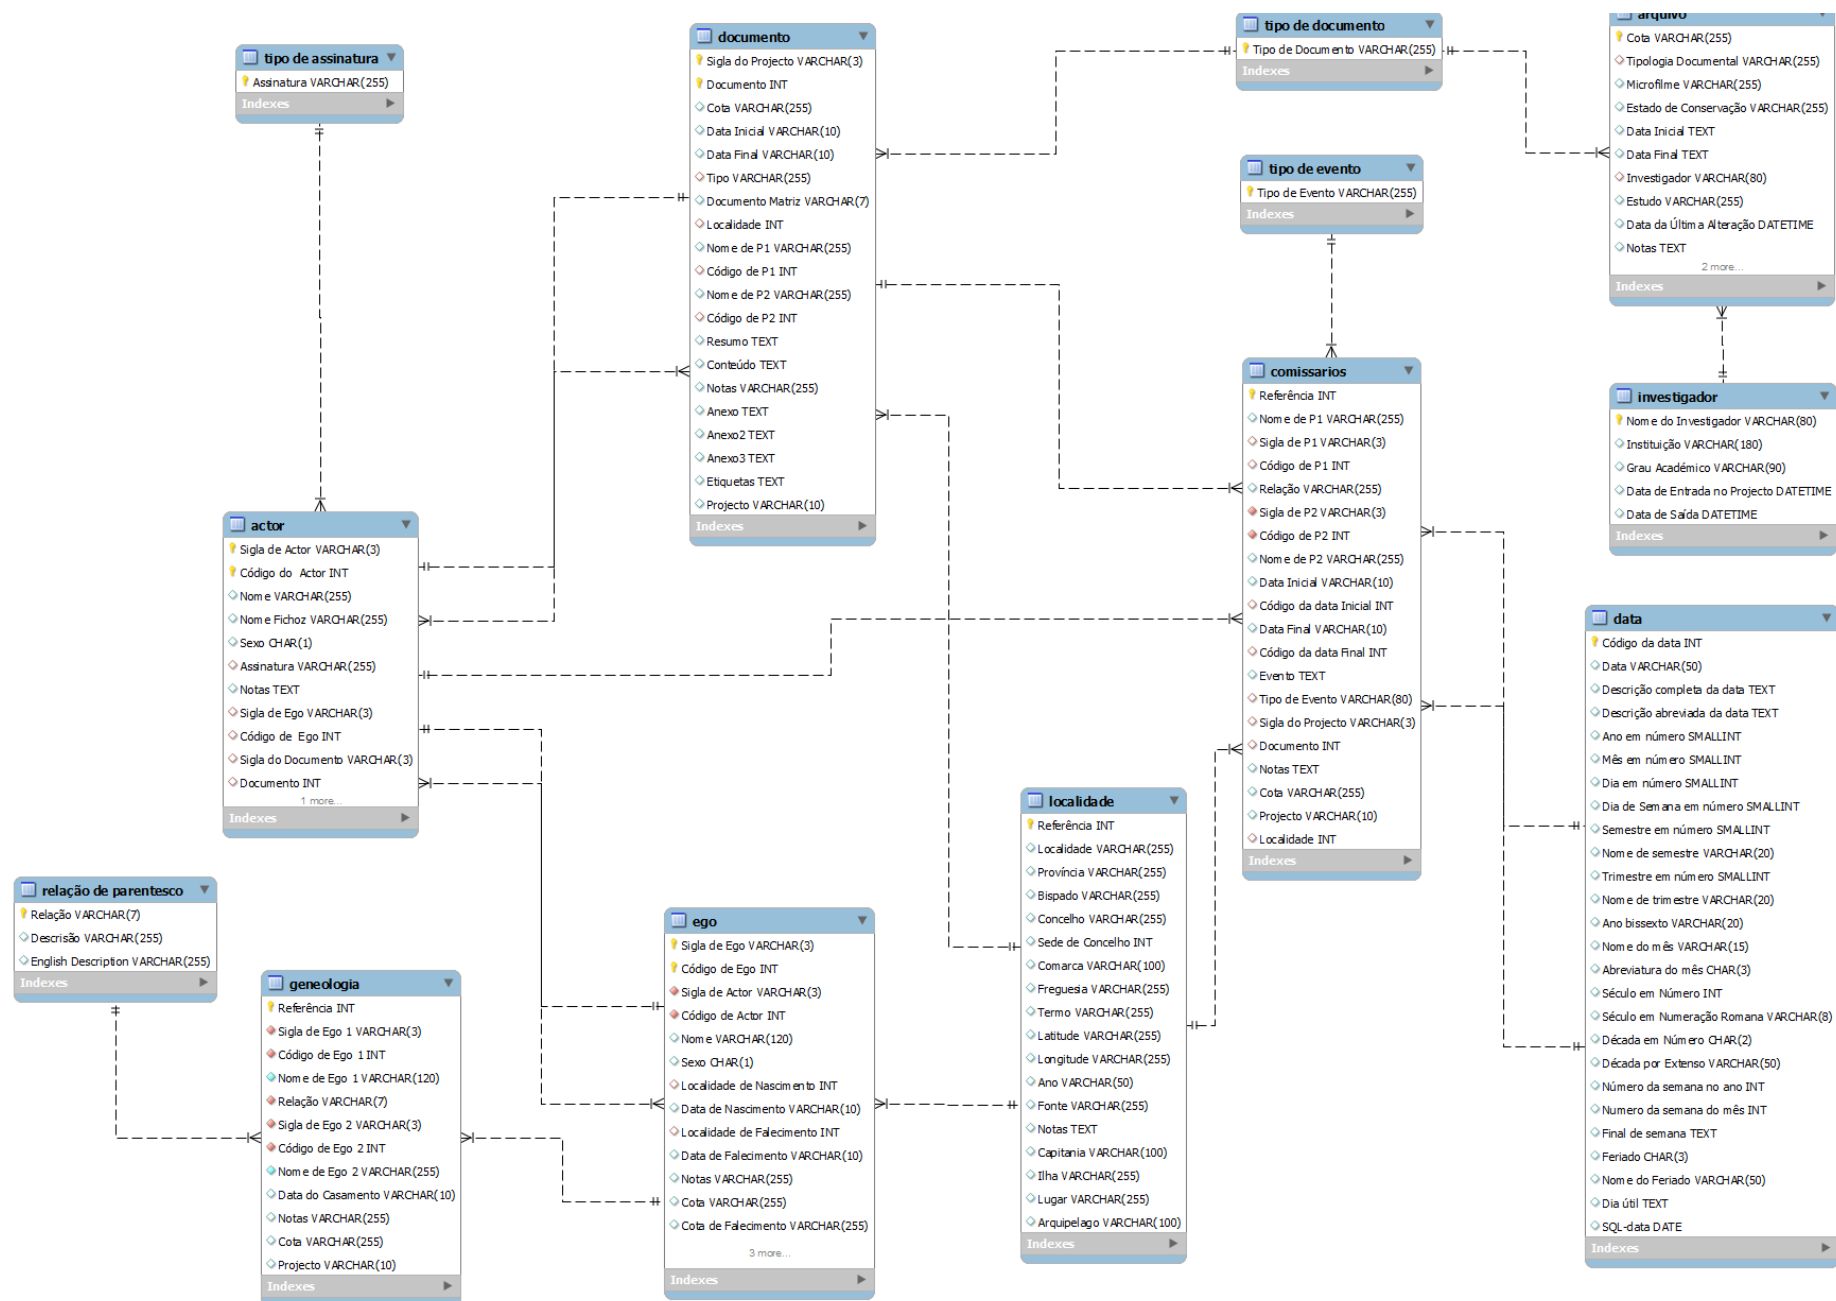 tipo de assinatura
Assinatura VARCHAR(255)
Indexes
documento
Sigla do Projecto VARCHAR(3)
Documento INT
Cota VARCHAR(255)
Data Inicial VARCHAR(10)
Data Final VARCHAR(10)
Tipo VARCHAR(255)
Documento Matriz VARCHAR(7)
Localidade INT
Nome de P1 VARCHAR(255)
Código de P1 INT
Nome de P2 VARCHAR(255)
Código de P2 INT
Resumo TEXT
Conteúdo TEXT
Notas VARCHAR(255)
Anexo TEXT
Anexo2 TEXT
Anexo3 TEXT
Etiquetas TEXT
Projecto VARCHAR(10)
Indexes
tipo de documento
Tipo de Documento VARCHAR(255)
Indexes
arquivo
Cota VARCHAR(255)
Tipologia Documental VARCHAR(255)
Microfilme VARCHAR(255)
Estado de Conservação VARCHAR(255)
Data Inicial TEXT
Data Final TEXT
Investigador VARCHAR(80)
Estudo VARCHAR(255)
Data da Última Alteração DATETIME
Notas TEXT
2 more...
Indexes
tipo de evento
Tipo de Evento VARCHAR(255)
Indexes
comissarios
Referência INT
Nome de P1 VARCHAR(255)
Sigla de P1 VARCHAR(3)
Código de P1 INT
Relação VARCHAR(255)
Sigla de P2 VARCHAR(3)
Código de P2 INT
Nome de P2 VARCHAR(255)
Data Inicial VARCHAR(10)
Código da data Inicial INT
Data Final VARCHAR(10)
Código da data Final INT
Evento TEXT
Tipo de Evento VARCHAR(80)
Sigla do Projecto VARCHAR(3)
Documento INT
Notas TEXT
Cota VARCHAR(255)
Projecto VARCHAR(10)
Localidade INT
Indexes
investigador
Nome do Investigador VARCHAR(80)
Instituição VARCHAR(180)
Grau Académico VARCHAR(90)
Data de Entrada no Projecto DATETIME
Data de Saída DATETIME
Indexes
actor
Sigla de Actor VARCHAR(3)
Código do Actor INT
Nome VARCHAR(255)
Nome Fichoz VARCHAR(255)
Sexo CHAR(1)
Assinatura VARCHAR(255)
Notas TEXT
Sigla de Ego VARCHAR(3)
Código de Ego INT
Sigla do Documento VARCHAR(3)
Documento INT
1 more...
Indexes
data
Código da data INT
Data VARCHAR(50)
Descrição completa da data TEXT
Descrição abreviada da data TEXT
Ano em número SMALLINT
Mês em número SMALLINT
Dia em número SMALLINT
Dia de Semana em número SMALLINT
Semestre em número SMALLINT
Nome de semestre VARCHAR(20)
Trimestre em número SMALLINT
Nome de trimestre VARCHAR(20)
Ano bissexto VARCHAR(20)
Nome do mês VARCHAR(15)
Abreviatura do mês CHAR(3)
Século em Número INT
Século em Numeração Romana VARCHAR(8)
Década em Número CHAR(2)
Década por Extenso VARCHAR(50)
Número da semana no ano INT
Numero da semana do mês INT
Final de semana TEXT
Feriado CHAR(3)
Nome do Feriado VARCHAR(50)
Dia útil TEXT
SQL-data DATE
Indexes
localidade
Referência INT
Localidade VARCHAR(255)
Província VARCHAR(255)
Bispado VARCHAR(255)
Concelho VARCHAR(255)
Sede de Concelho INT
Comarca VARCHAR(100)
Freguesia VARCHAR(255)
Termo VARCHAR(255)
Latitude VARCHAR(255)
Longitude VARCHAR(255)
Ano VARCHAR(50)
Fonte VARCHAR(255)
Notas TEXT
Capitania VARCHAR(100)
Ilha VARCHAR(255)
Lugar VARCHAR(255)
Arquipelago VARCHAR(100)
Indexes
relação de parentesco
Relação VARCHAR(7)
Descrisão VARCHAR(255)
English Description VARCHAR(255)
Indexes
ego
Sigla de Ego VARCHAR(3)
Código de Ego INT
Sigla de Actor VARCHAR(3)
Código de Actor INT
Nome VARCHAR(120)
Sexo CHAR(1)
Localidade de Nascimento INT
Data de Nascimento VARCHAR(10)
Localidade de Falecimento INT
Data de Falecimento VARCHAR(10)
Notas VARCHAR(255)
Cota VARCHAR(255)
Cota de Falecimento VARCHAR(255)
3 more...
Indexes
geneologia
Referência INT
Sigla de Ego 1 VARCHAR(3)
Código de Ego 1 INT
Nome de Ego 1 VARCHAR(120)
Relação VARCHAR(7)
Sigla de Ego 2 VARCHAR(3)
Código de Ego 2 INT
Nome de Ego 2 VARCHAR(255)
Data do Casamento VARCHAR(10)
Notas VARCHAR(255)
Cota VARCHAR(255)
Projecto VARCHAR(10)
Indexes